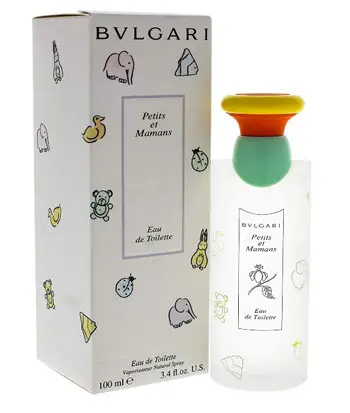 BVLGARI
Petits
et
Mamans
Eau
de Toilette
Eau de Toilette
Vaporisateur Natural Spray
100 ml e 3.4 fl.oz. U.S.
BVLGARI
Petits
et
Mamans
Eau
de Toilette